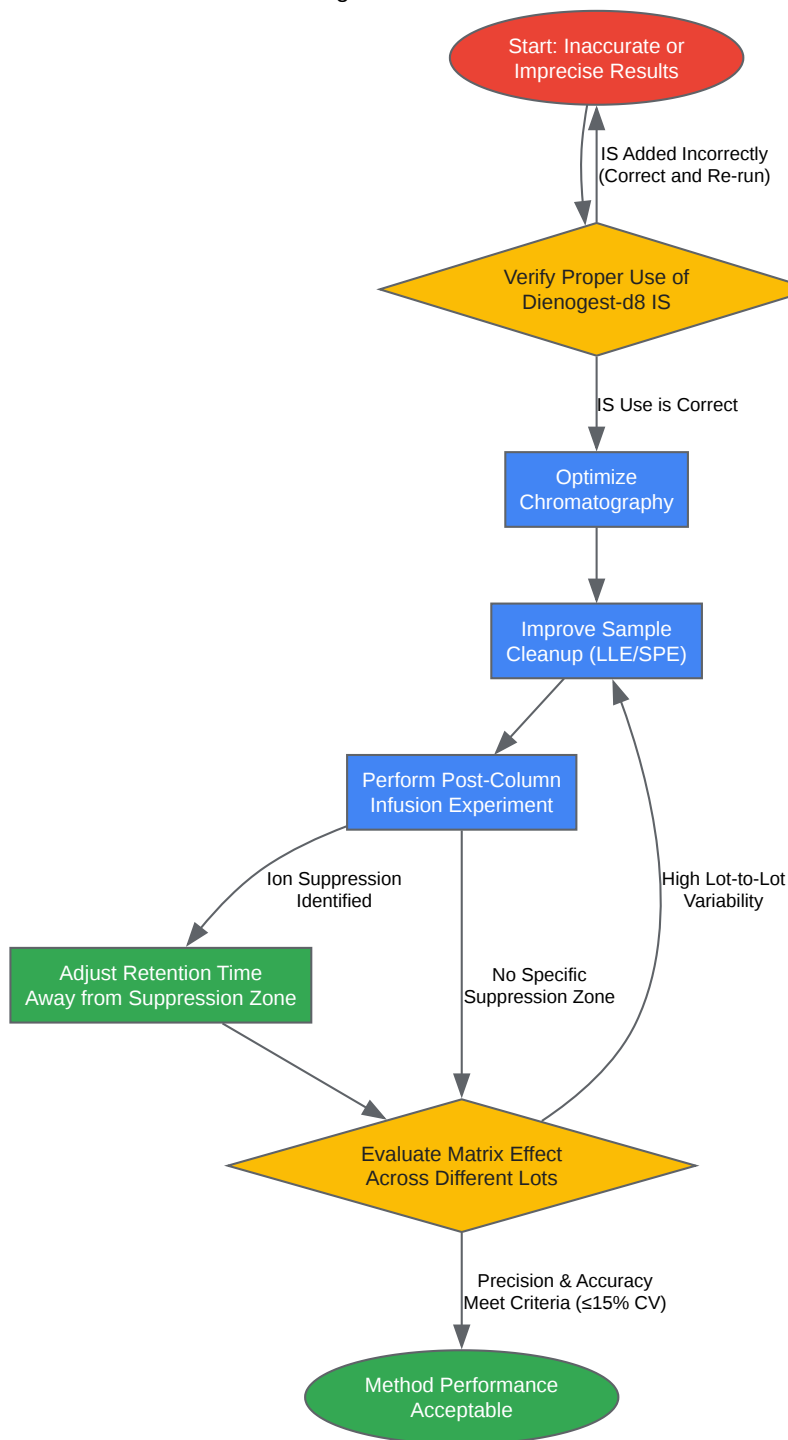 Start: Inaccurate or
Imprecise Results
IS Added Incorrectly
(Correct and Re-run)
Verify Proper Use of
Dienogest-d8 IS
IS Use is Correct
Optimize
Chromatography
Improve Sample
Cleanup (LLE/SPE)
Perform Post-Column
Infusion Experiment
Ion Suppression
Identified
High Lot-to-Lot
Variability
Adjust Retention Time
Away from Suppression Zone
No Specific
Suppression Zone
Evaluate Matrix Effect
Across Different Lots
Precision & Accuracy
Meet Criteria (≤15% CV)
Method Performance
Acceptable